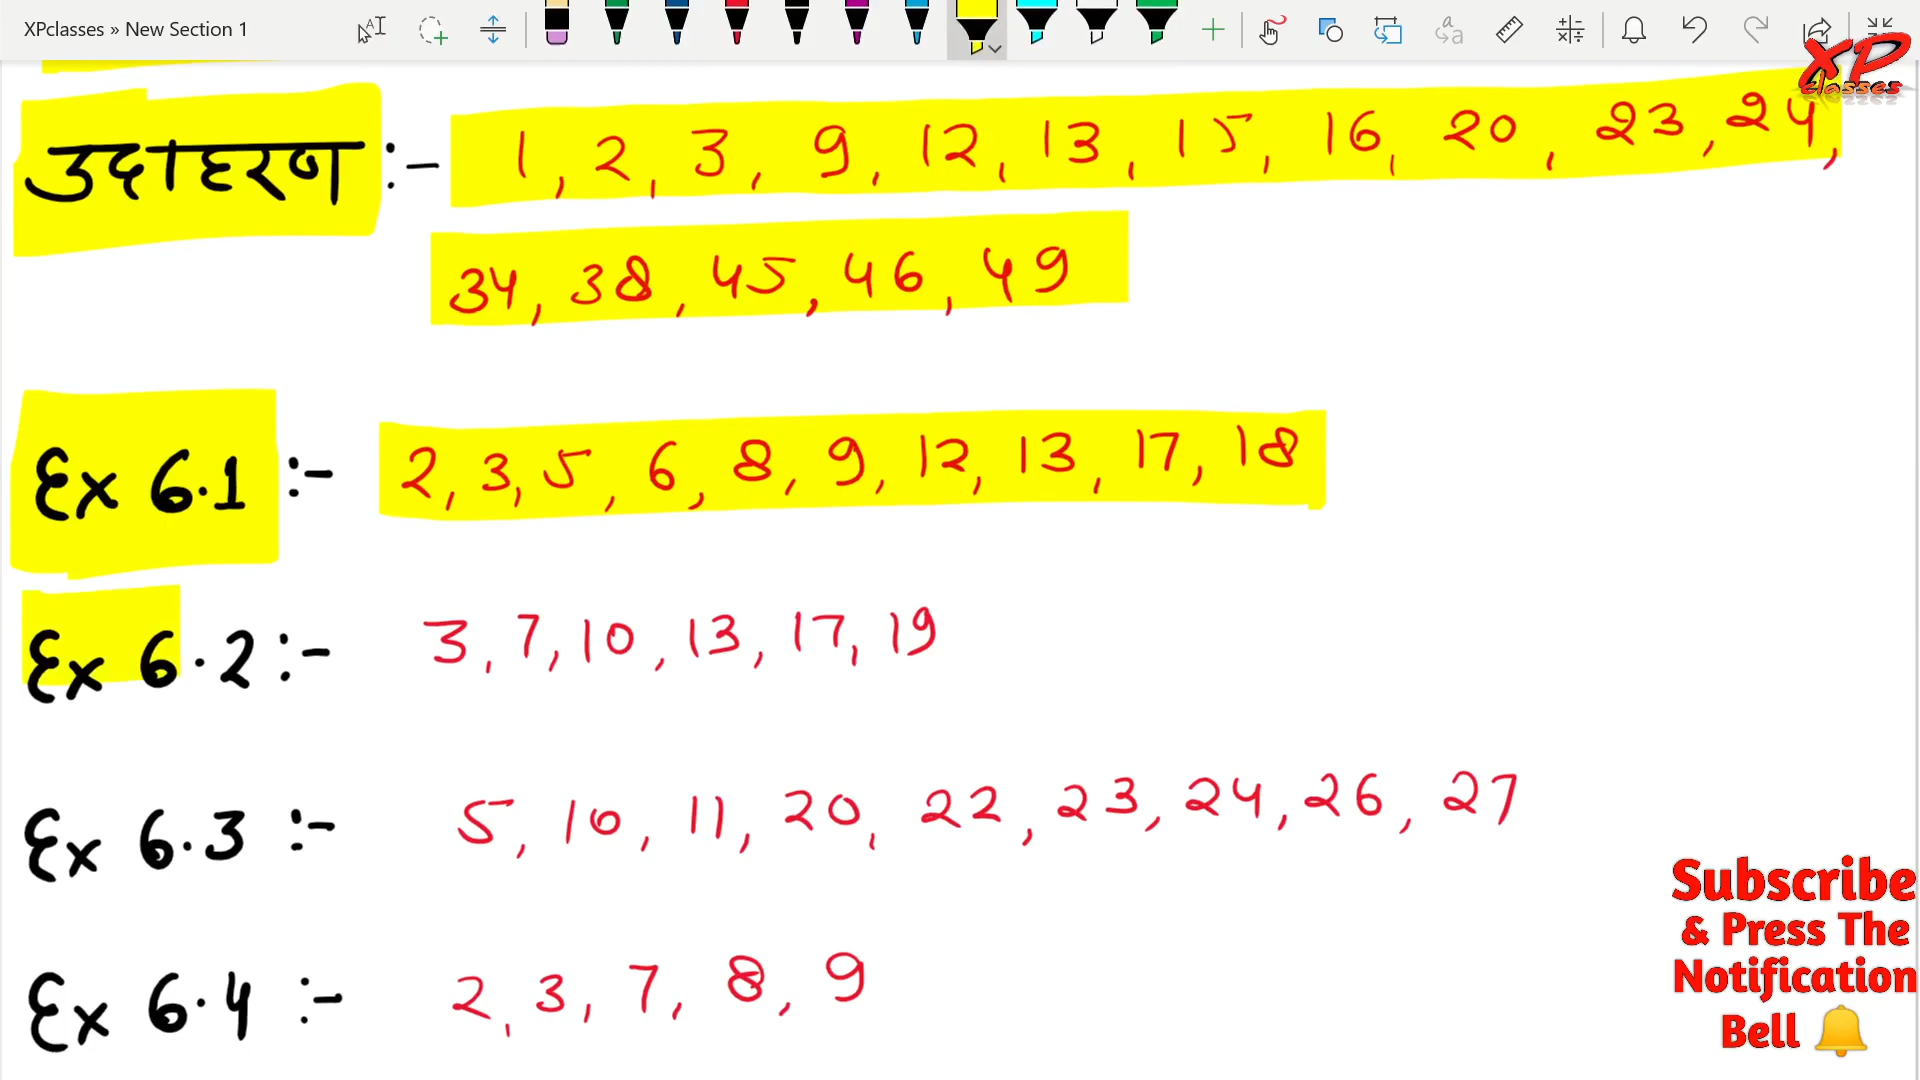 XPclasses » New Section 1
XP classes
उदाहरण :- 1, 2, 3, 9, 12, 13, 15, 16, 20, 23, 24,
34, 38, 45, 46, 49
Ex 6.1 :- 2, 3, 5, 6, 8, 9, 12, 13, 17, 18
Ex 6.2 :- 3, 7, 10, 13, 17, 19
Ex 6.3 :- 5, 10, 11, 20, 22, 23, 24, 26, 27
Ex 6.4 :- 2, 3, 7, 8, 9
Subscribe
& Press The
Notification
Bell